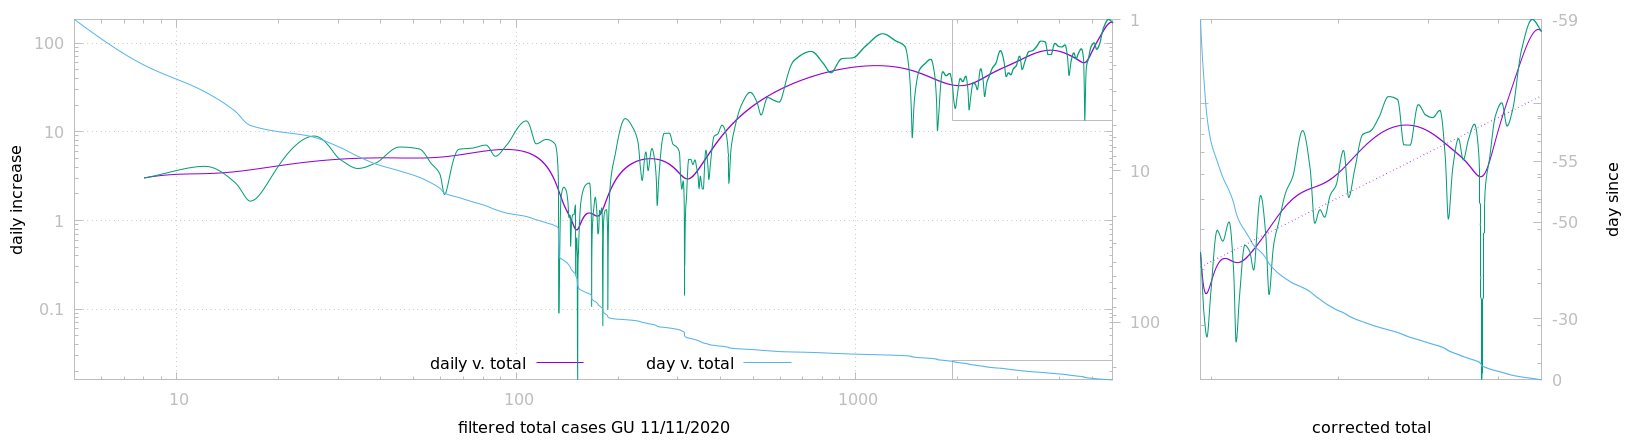 100
10
1
0.1
daily increase
10
100
1000
filtered total cases GU 11/11/2020
daily v. total
day v. total
1
10
100
-59
-55
-50
-30
0
day since
corrected total